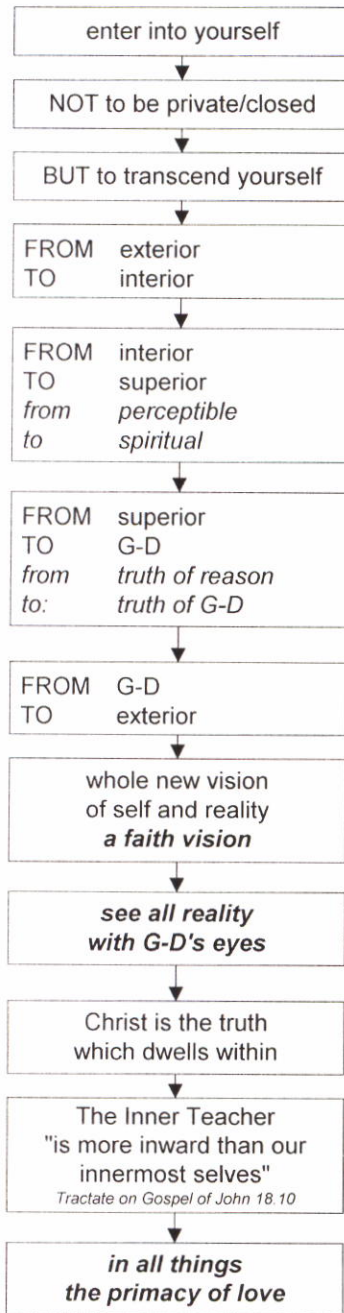 enter into yourself
NOT to be private/closed
BUT to transcend yourself
FROM exterior
TO interior
FROM interior
TO superior
from perceptible
to spiritual
FROM superior
TO G-D
from truth of reason
to: truth of G-D
FROM G-D
TO exterior
whole new vision
of self and reality
a faith vision
see all reality
with G-D's eyes
Christ is the truth
which dwells within
The Inner Teacher
"is more inward than our
innermost selves"
Tractate on Gospel of John 18.10
in all things
the primacy of love